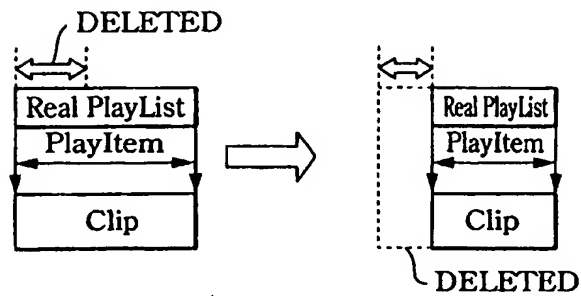 DELETED
Real PlayList
PlayItem
Clip
Real PlayList
PlayItem
Clip
DELETED